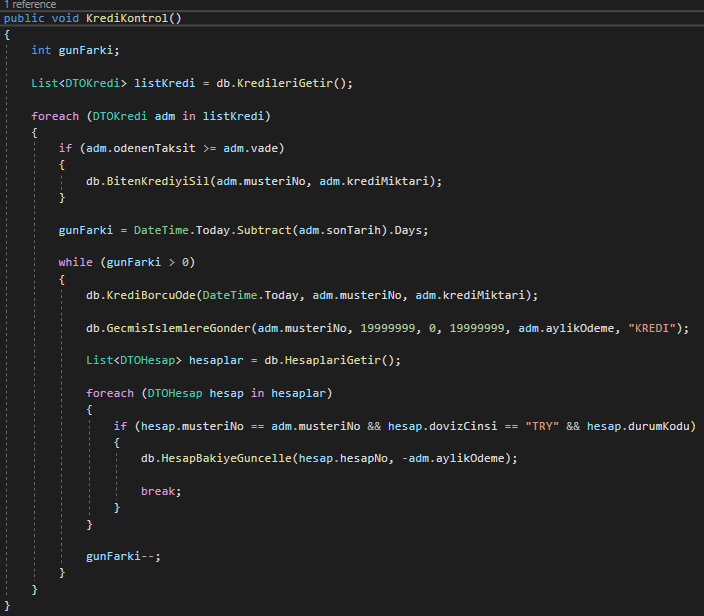 1 reference
public void KrediKontrol()
{
int gunFarki;
List<DTOKredi> listKredi = db.KredileriGetir();
foreach (DTOKredi adm in listKredi)
{
if (adm.odenenTaksit >= adm.vade)
{
db.BitenKrediyiSil(adm.musteriNo, adm.krediMiktari);
}
gunFarki = DateTime.Today.Subtract(adm.sonTarih).Days;
while (gunFarki > 0)
{
db.KrediBorcuOde(DateTime.Today, adm.musteriNo, adm.krediMiktari);
db.GecmisIslemlereGonder(adm.musteriNo, 19999999, 0, 19999999, adm.aylikOdeme, "KREDI");
List<DTOHesap> hesaplar = db.HesaplariGetir();
foreach (DTOHesap hesap in hesaplar)
{
if (hesap.musteriNo == adm.musteriNo && hesap.dovizCinsi == "TRY" && hesap.durumKodu)
{
db.HesapBakiyeGuncelle(hesap.hesapNo, -adm.aylikOdeme);
break;
}
}
gunFarki--;
}
}
}